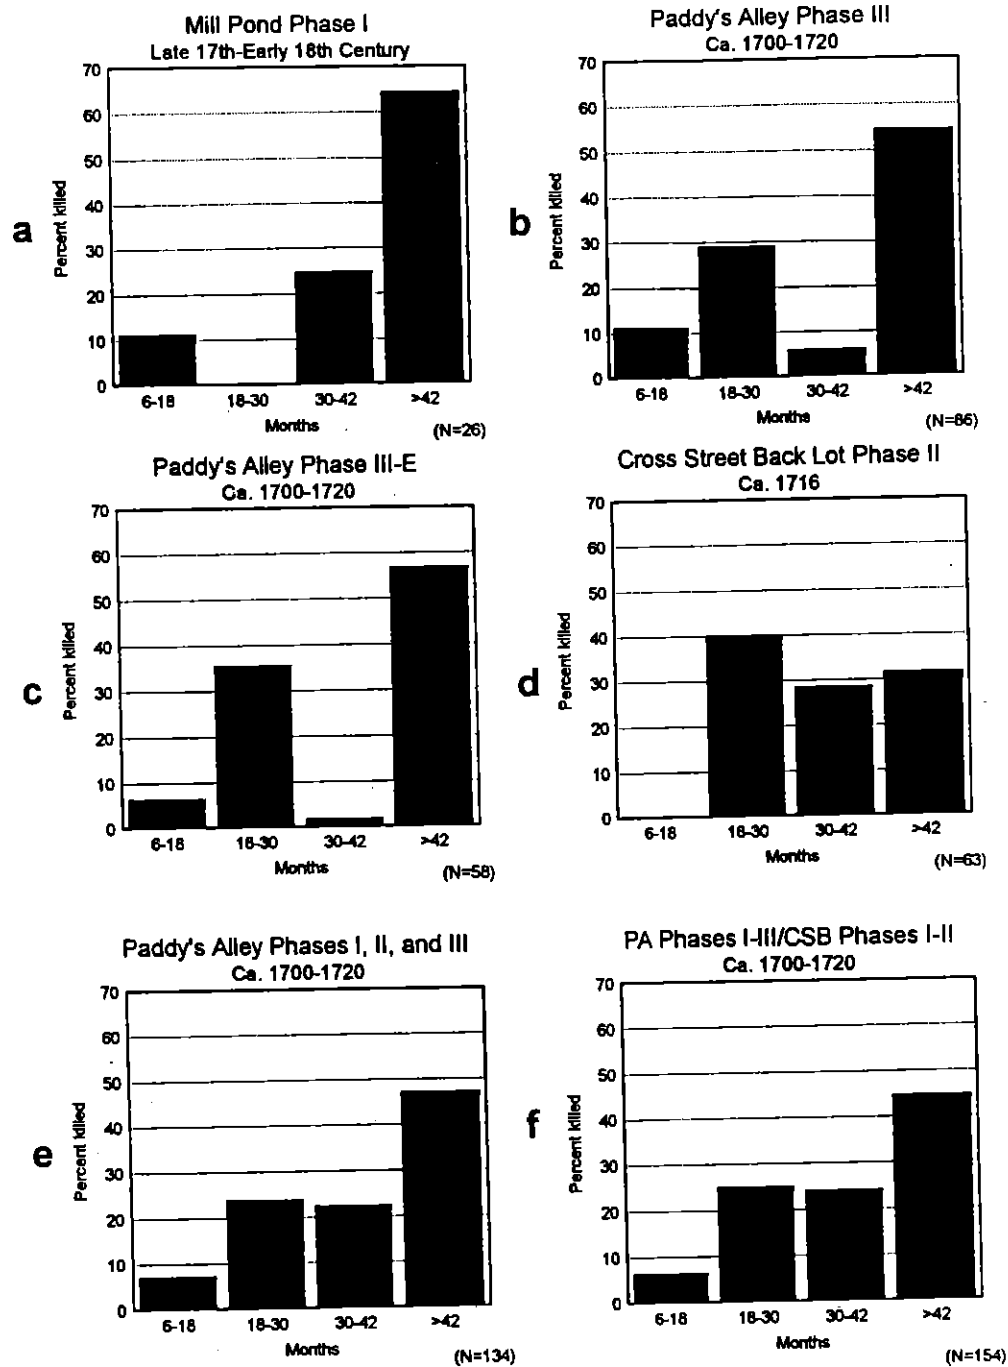 Mill Pond Phase I
Late 17th-Early 18th Century
a
Percent killed
70
60
50
40
30
20
10
0
6-18 18-30 30-42 >42
Months
(N=26)
Paddy's Alley Phase III
Ca. 1700-1720
b
Percent killed
70
60
50
40
30
20
10
0
6-18 18-30 30-42 >42
Months
(N=86)
Paddy's Alley Phase III-E
Ca. 1700-1720
c
Percent killed
70
60
50
40
30
20
10
0
6-18 18-30 30-42 >42
Months
(N=58)
Cross Street Back Lot Phase II
Ca. 1716
d
Percent killed
70
60
50
40
30
20
10
0
6-18 18-30 30-42 >42
Months
(N=63)
Paddy's Alley Phases I, II, and III
Ca. 1700-1720
e
Percent killed
70
60
50
40
30
20
10
0
6-18 18-30 30-42 >42
Months
(N=134)
PA Phases I-III/CSB Phases I-II
Ca. 1700-1720
f
Percent killed
70
60
50
40
30
20
10
0
6-18 18-30 30-42 >42
Months
(N=154)